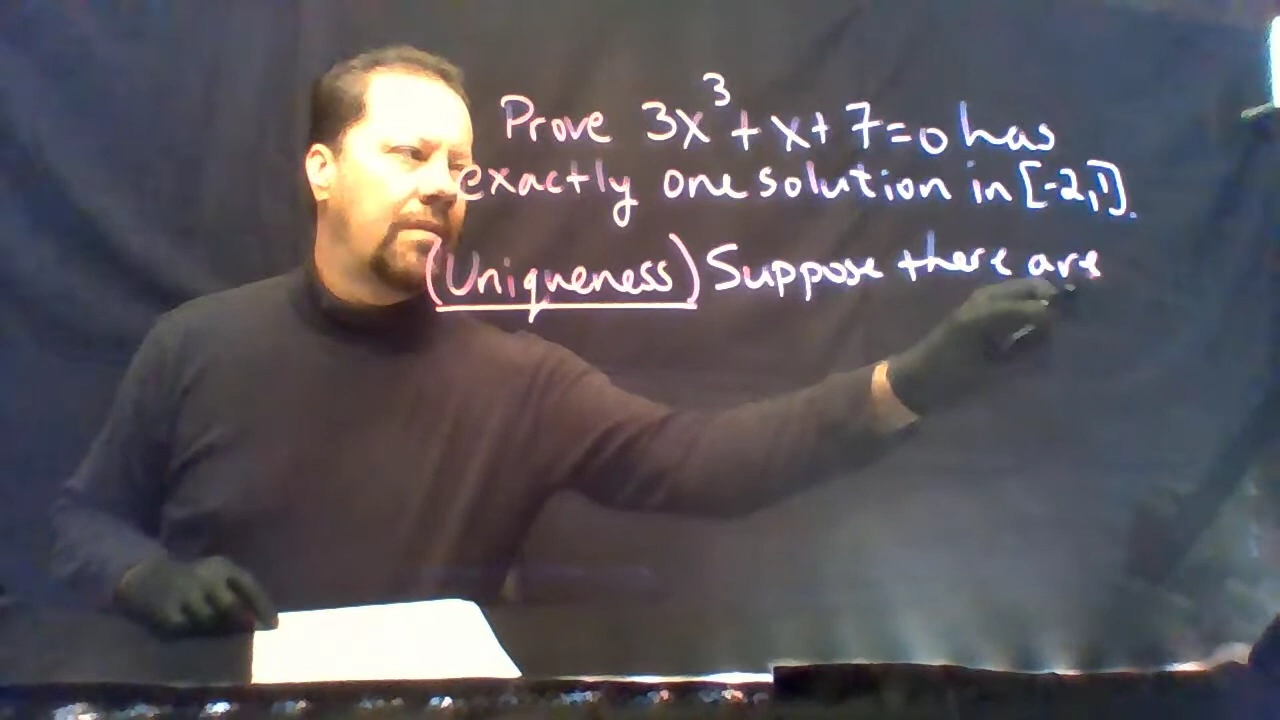 Prove 3x³+x+7=0 has
exactly one solution in [-2,1].
(Uniqueness) Suppose there are